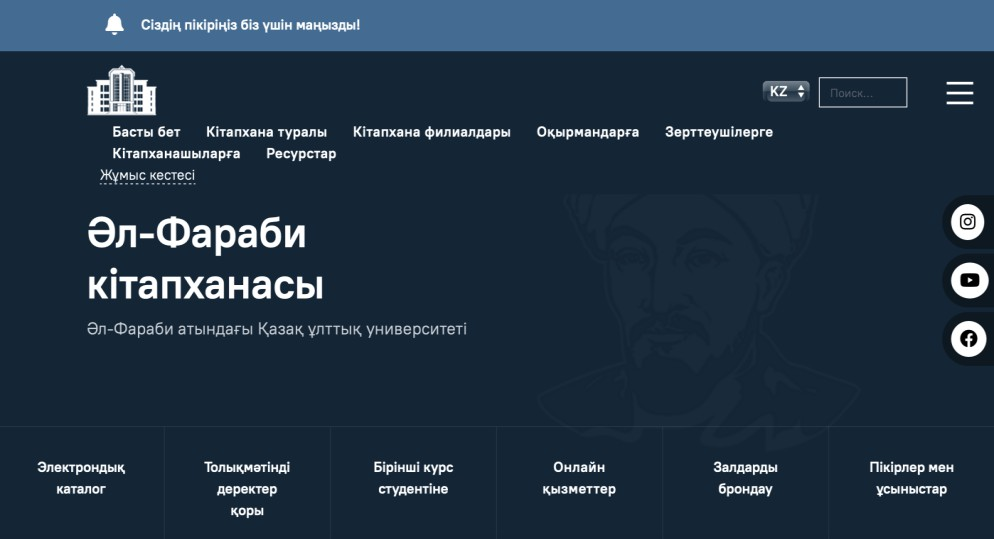 Сіздің пікіріңіз біз үшін маңызды!
KZ
Поиск...
Басты бет Кітапхана туралы Кітапхана филиалдары Оқырмандарға Зерттеушілерге
Кітапханашыларға Ресурстар
Жұмыс кестесі
Әл-Фараби
кітапханасы
Әл-Фараби атындағы Қазақ ұлттық университеті
Электрондық
каталог
Толықмәтінді
деректер
қоры
Бірінші курс
студентіне
Онлайн
қызметтер
Залдарды
брондау
Пікірлер мен
ұсыныстар